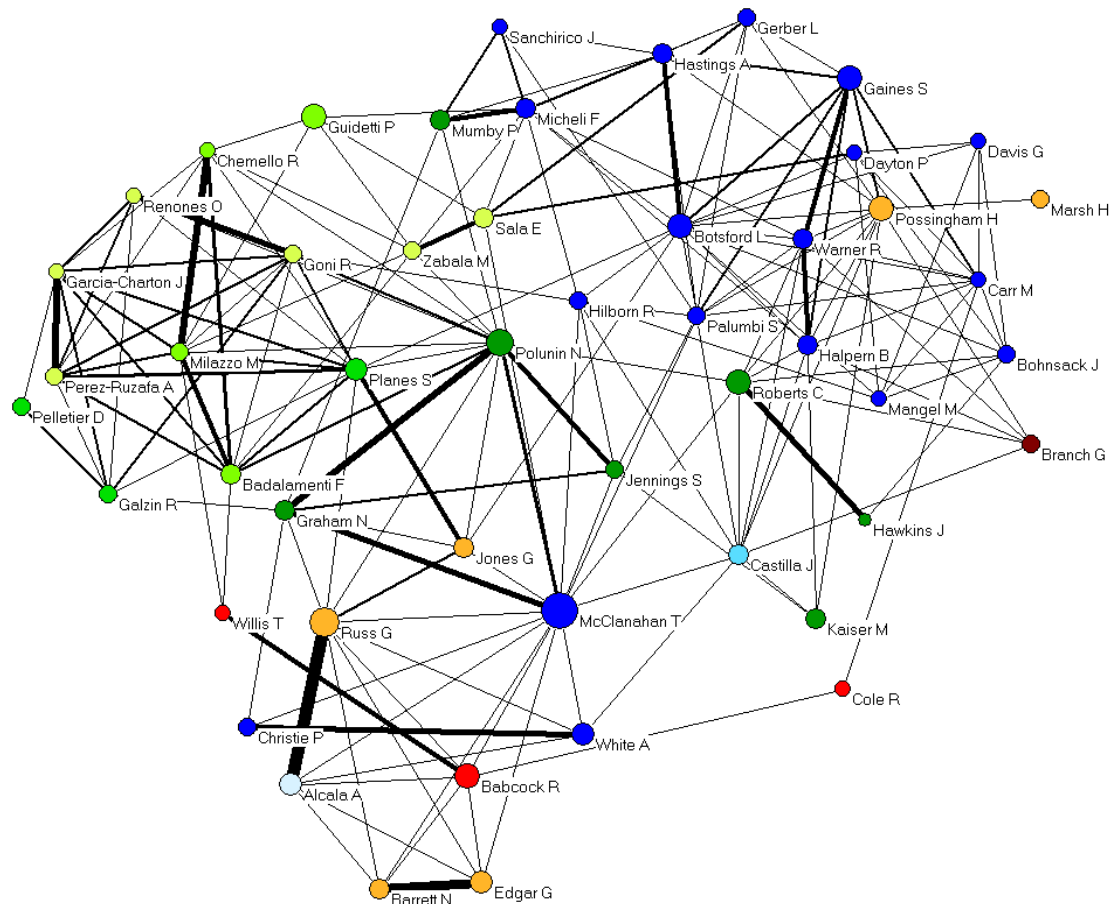 Gerber L
Sanchirico J
Hastings A
Gaines S
Guidetti P
Mumby P
Micheli F
Davis G
Chemello R
Dayton P
Renones O
Marsh H
Sala E
Possingham H
Botsford L
Warner R
Goni R
Zabala M
Garcia-Charton J
Carr M
Hilborn R
Palumbi S
Milazzo M
Polunin N
Halpern B
Bohnsack J
Planes S
Perez-Ruzafa A
Roberts C
Mangel M
Pelletier D
Branch G
Badalamenti F
Jennings S
Galzin R
Graham N
Hawkins J
Jones G
Castilla J
Willis T
McClanahan T
Kaiser M
Russ G
Cole R
Christie P
White A
Babcock R
Alcala A
Edgar G
Barrett N